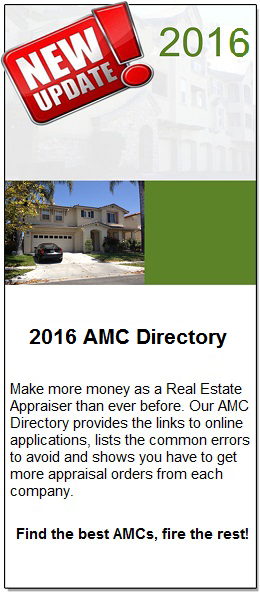 NEW
UPDATE!
2016
2016 AMC Directory
Make more money as a Real Estate
Appraiser than ever before. Our AMC
Directory provides the links to online
applications, lists the common errors
to avoid and shows you have to get
more appraisal orders from each
company.
Find the best AMCs, fire the rest!